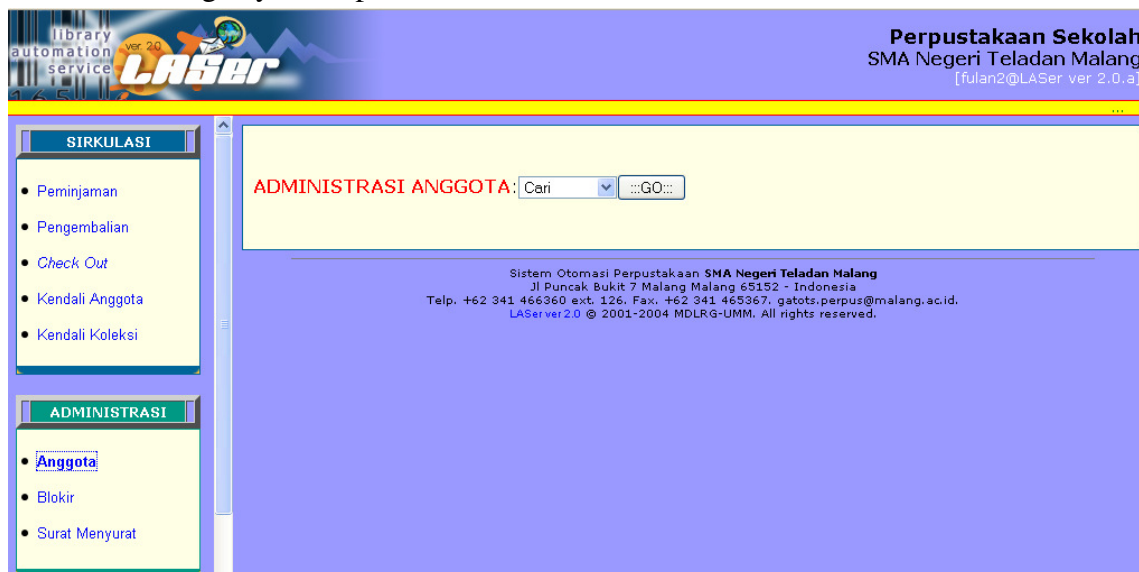 library
automation
service
ver. 2.0
LASer
Perpustakaan Sekolah
SMA Negeri Teladan Malang
[fulan2@LASer ver 2.0.a]
...
SIRKULASI
Peminjaman
Pengembalian
Check Out
Kendali Anggota
Kendali Koleksi
ADMINISTRASI
Anggota
Blokir
Surat Menyurat
ADMINISTRASI ANGGOTA: Cari :::GO:::
Sistem Otomasi Perpustakaan SMA Negeri Teladan Malang
Jl Puncak Bukit 7 Malang Malang 65152 - Indonesia
Telp. +62 341 466360 ext. 126. Fax. +62 341 465367. gatots.perpus@malang.ac.id.
LAServer2.0 @ 2001-2004 MDLRG-UMM. All rights reserved.